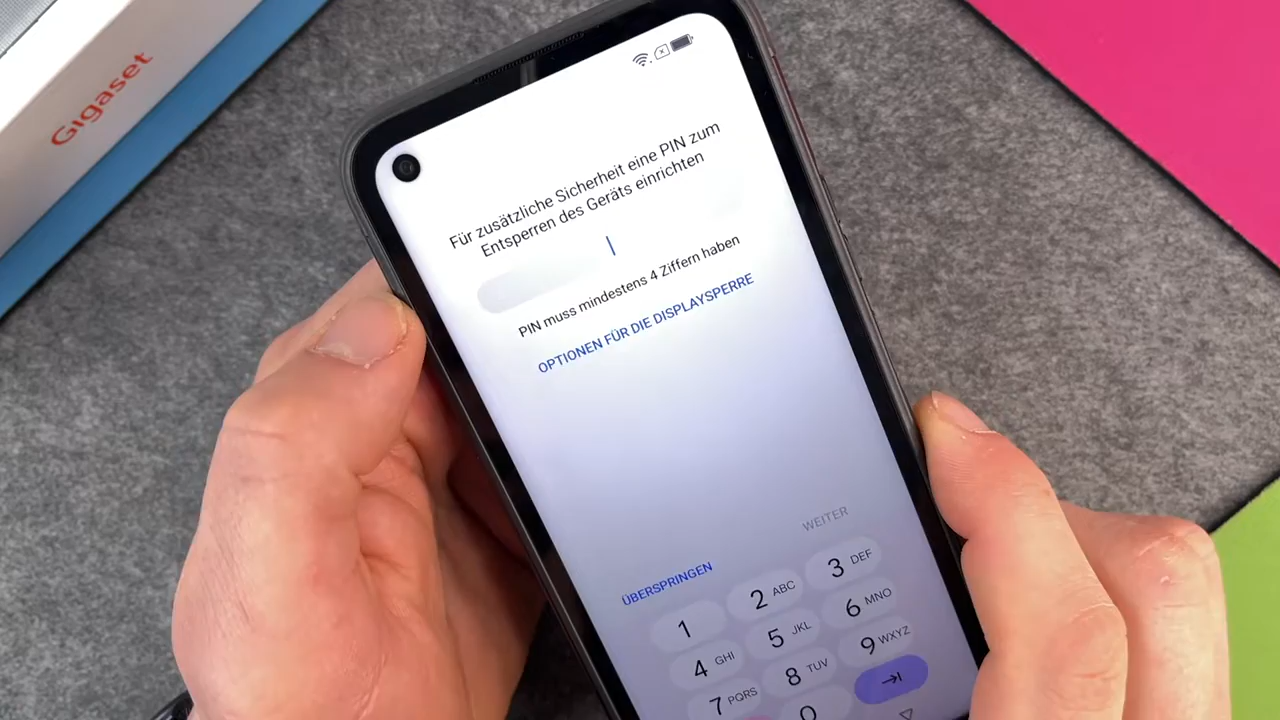 Gigaset
Für zusätzliche Sicherheit eine PIN zum
Entsperren des Geräts einrichten
PIN muss mindestens 4 Ziffern haben
OPTIONEN FÜR DIE DISPLAYSPERRE
WEITER
ÜBERSPRINGEN
1
2 ABC
3 DEF
4 GHI
5 JKL
6 MNO
7 PQRS
8 TUV
9 WXYZ
0